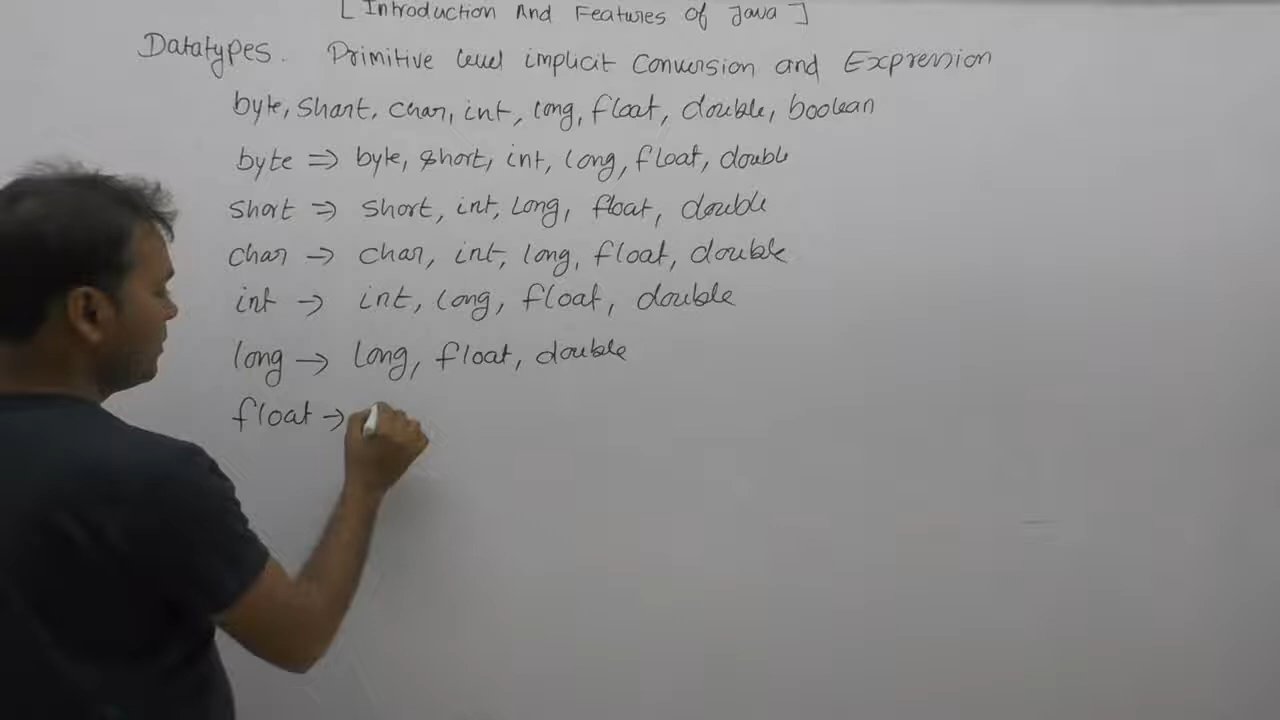 [ Introduction And Features Of Java ]
Datatypes. Primitive level implicit Conversion and Expression
byte, short, char, int, long, float, double, boolean
byte => byte, short, int, long, float, double
short => short, int, long, float, double
char → char, int, long, float, double
int → int, long, float, double
long → long, float, double
float →